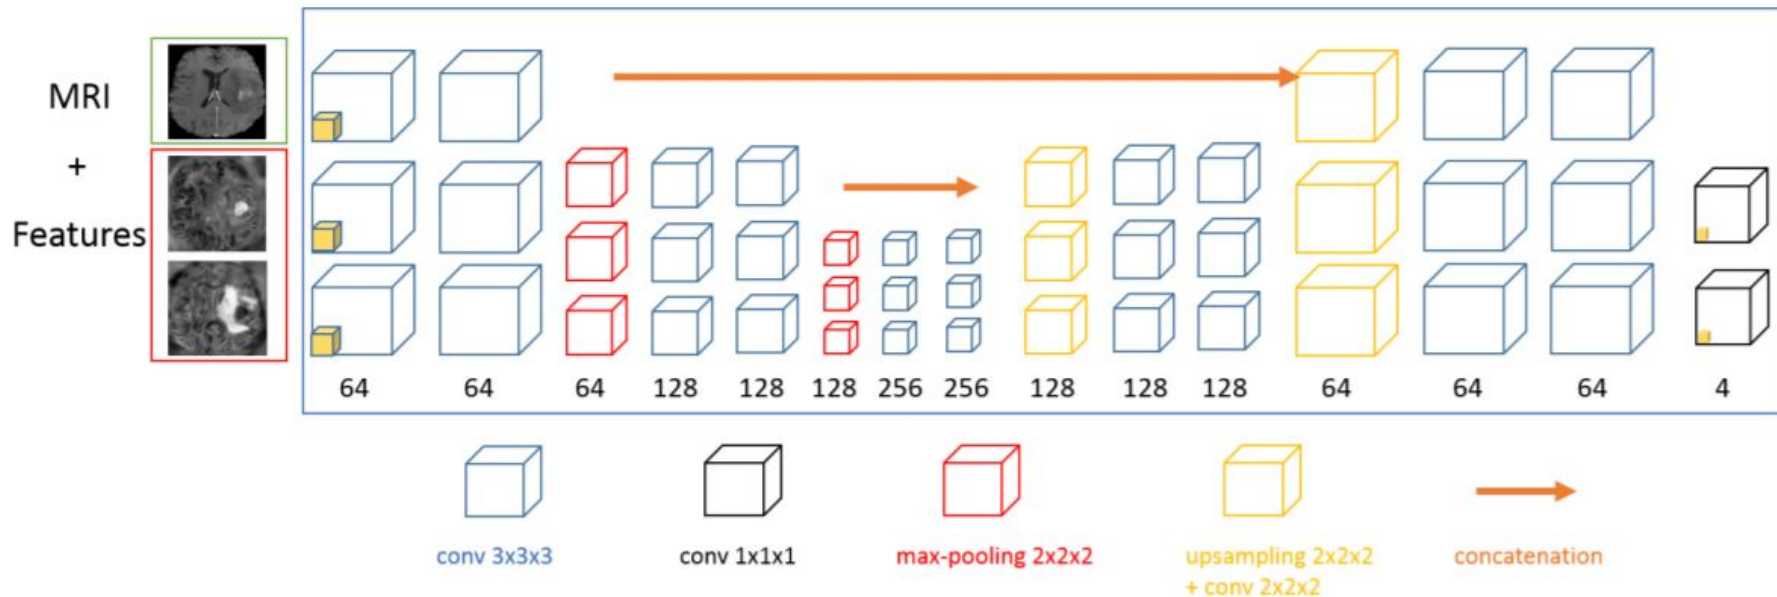 MRI
+
Features
64 64 64 128 128 128 256 256 128 128 128 64 64 64 4
conv 3x3x3 conv 1x1x1 max-pooling 2x2x2 upsampling 2x2x2 concatenation
+ conv 2x2x2